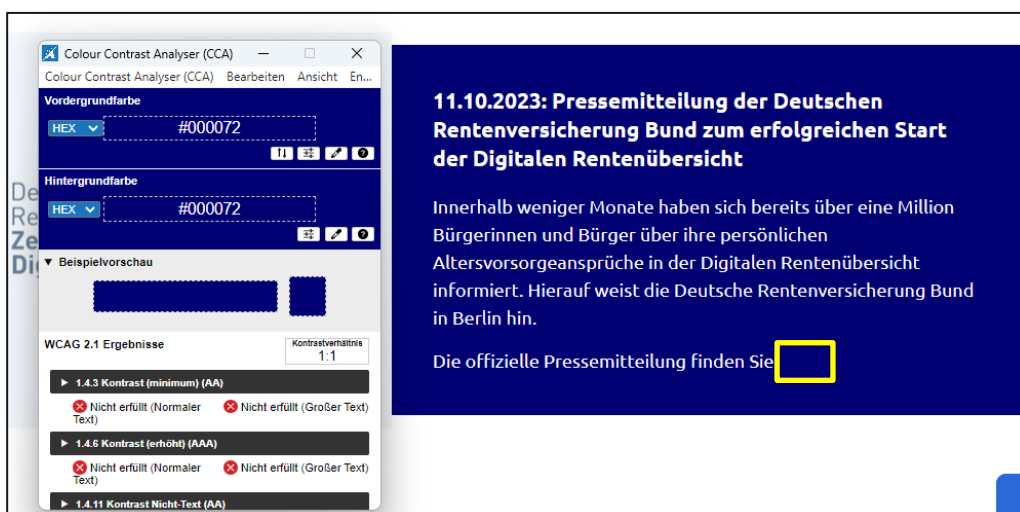 Colour Contrast Analyser (CCA)
Colour Contrast Analyser (CCA) Bearbeiten Ansicht En...
Vordergrundfarbe
HEX #000072
Hintergrundfarbe
HEX #000072
▼ Beispielvorschau
WCAG 2.1 Ergebnisse
Kontrastverhältnis
1:1
▶ 1.4.3 Kontrast (minimum) (AA)
Nicht erfüllt (Normaler Text)
Nicht erfüllt (Großer Text)
▶ 1.4.6 Kontrast (erhöht) (AAA)
Nicht erfüllt (Normaler Text)
Nicht erfüllt (Großer Text)
▶ 1.4.11 Kontrast Nicht-Text (AA)
De
Re
Ze
Di
11.10.2023: Pressemitteilung der Deutschen
Rentenversicherung Bund zum erfolgreichen Start
der Digitalen Rentenübersicht
Innerhalb weniger Monate haben sich bereits über eine Million
Bürgerinnen und Bürger über ihre persönlichen
Altersvorsorgeansprüche in der Digitalen Rentenübersicht
informiert. Hierauf weist die Deutsche Rentenversicherung Bund
in Berlin hin.
Die offizielle Pressemitteilung finden Sie